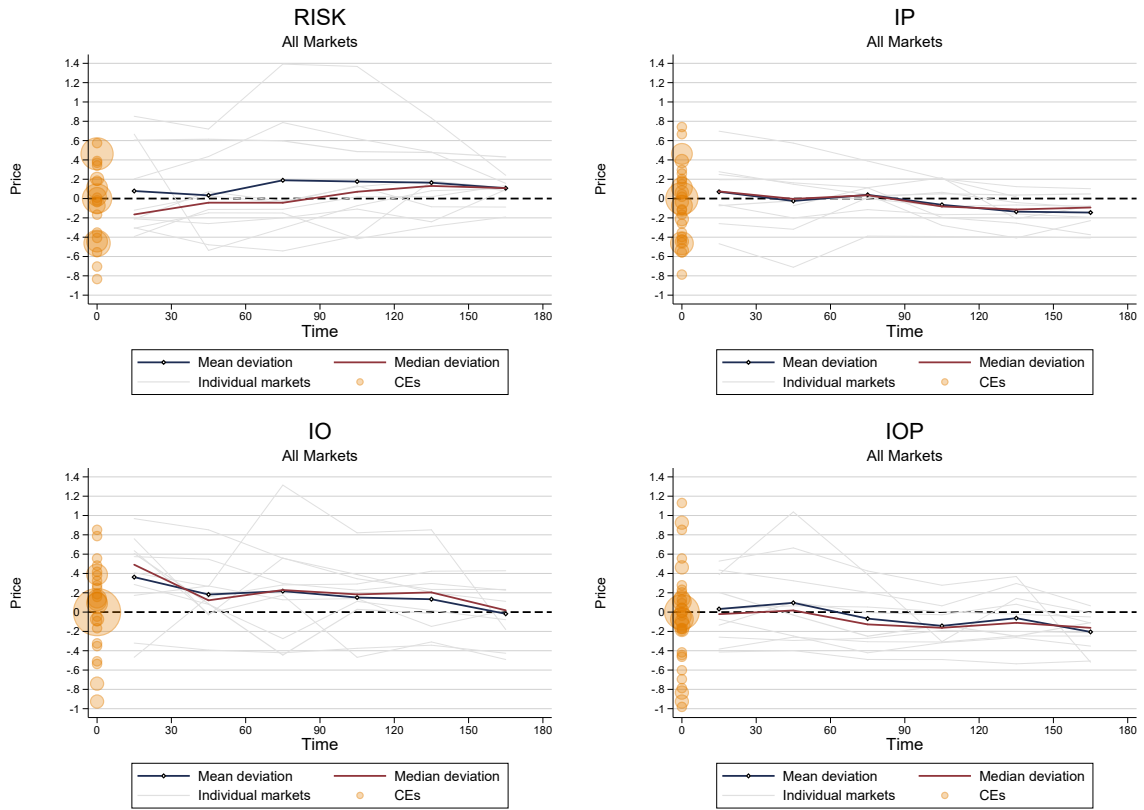 RISK
All Markets
1.4
1.2
1
.8
.6
.4
.2
0
-.2
-.4
-.6
-.8
-1
Price
0 30 60 90 120 150 180
Time
Mean deviation Median deviation
Individual markets CEs
IP
All Markets
1.4
1.2
1
.8
.6
.4
.2
0
-.2
-.4
-.6
-.8
-1
Price
0 30 60 90 120 150 180
Time
Mean deviation Median deviation
Individual markets CEs
IO
All Markets
1.4
1.2
1
.8
.6
.4
.2
0
-.2
-.4
-.6
-.8
-1
Price
0 30 60 90 120 150 180
Time
Mean deviation Median deviation
Individual markets CEs
IOP
All Markets
1.4
1.2
1
.8
.6
.4
.2
0
-.2
-.4
-.6
-.8
-1
Price
0 30 60 90 120 150 180
Time
Mean deviation Median deviation
Individual markets CEs